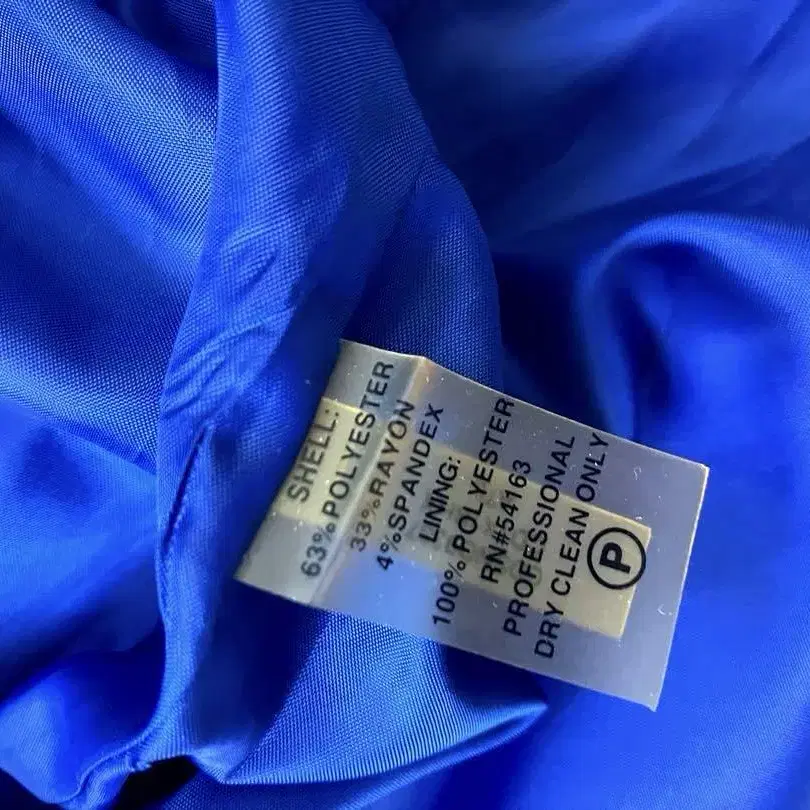 SHELL:
63%POLYESTER
33%RAYON
4%SPANDEX
LINING:
100% POLYESTER
RN#54163
PROFESSIONAL
DRY CLEAN ONLY
P